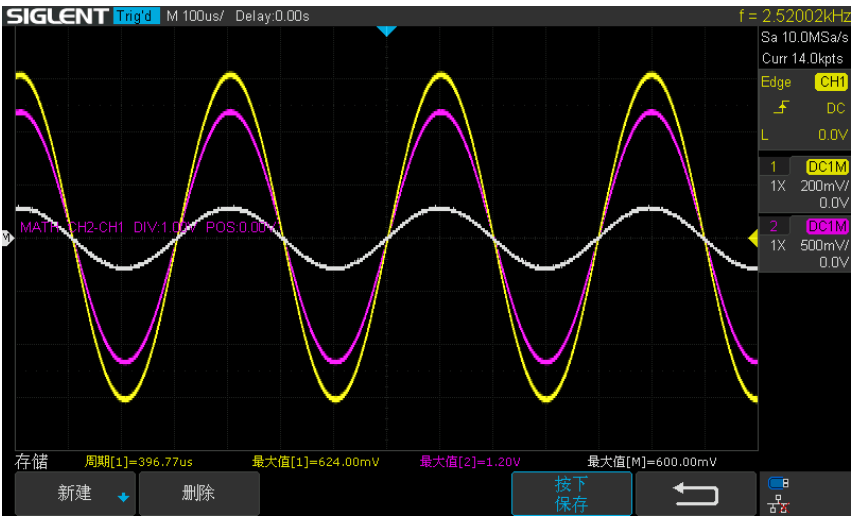 SIGLENT Trig'd M 100us/ Delay:0.00s f = 2.52002kHz
Sa 10.0MSa/s
Curr 14.0kpts
Edge CH1
DC
L 0.0V
1 DC1M
1X 200mV/
0.0V
2 DC1M
1X 500mV/
0.0V
M
MATH CH2-CH1 DIV:1.00V POS:0.00V
存储 周期[1]=396.77us 最大值[1]=624.00mV 最大值[2]=1.20V 最大值[M]=600.00mV
新建 删除 按下
保存